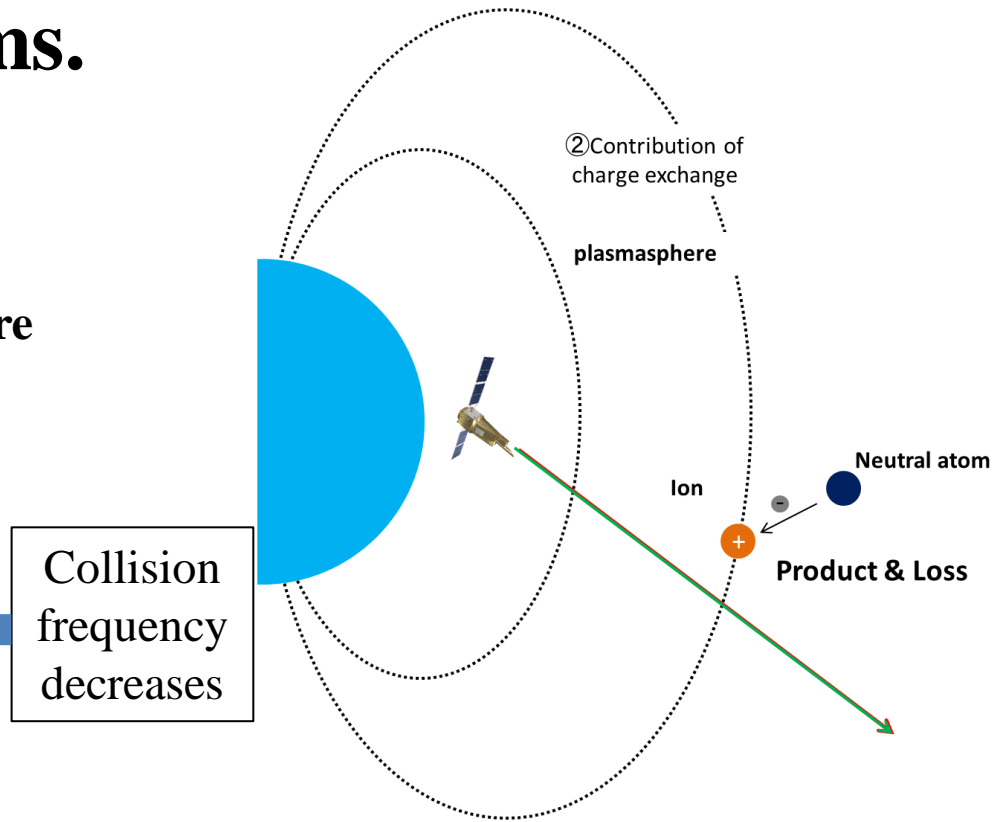 ms.
②Contribution of
charge exchange
plasmasphere
re
Neutral atom
Ion
-
+
Product & Loss
Collision
frequency
decreases